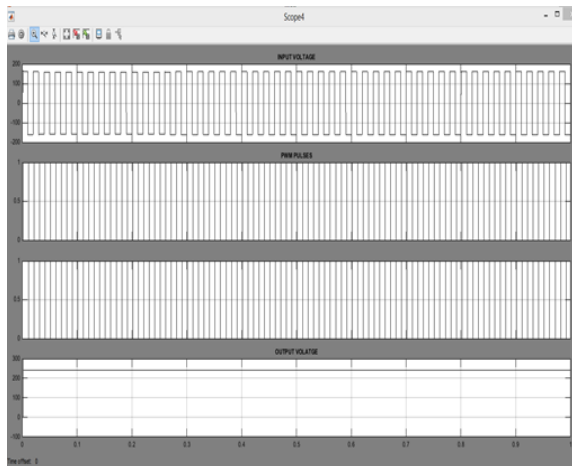 Scope4
INPUT VOLTAGE
200
100
0
-100
-200
PWM PULSES
1
0.5
0
1
0.5
0
OUTPUT VOLATGE
300
200
100
0
-100
0 0.1 0.2 0.3 0.4 0.5 0.6 0.7 0.8 0.9 1
Time offset: 0